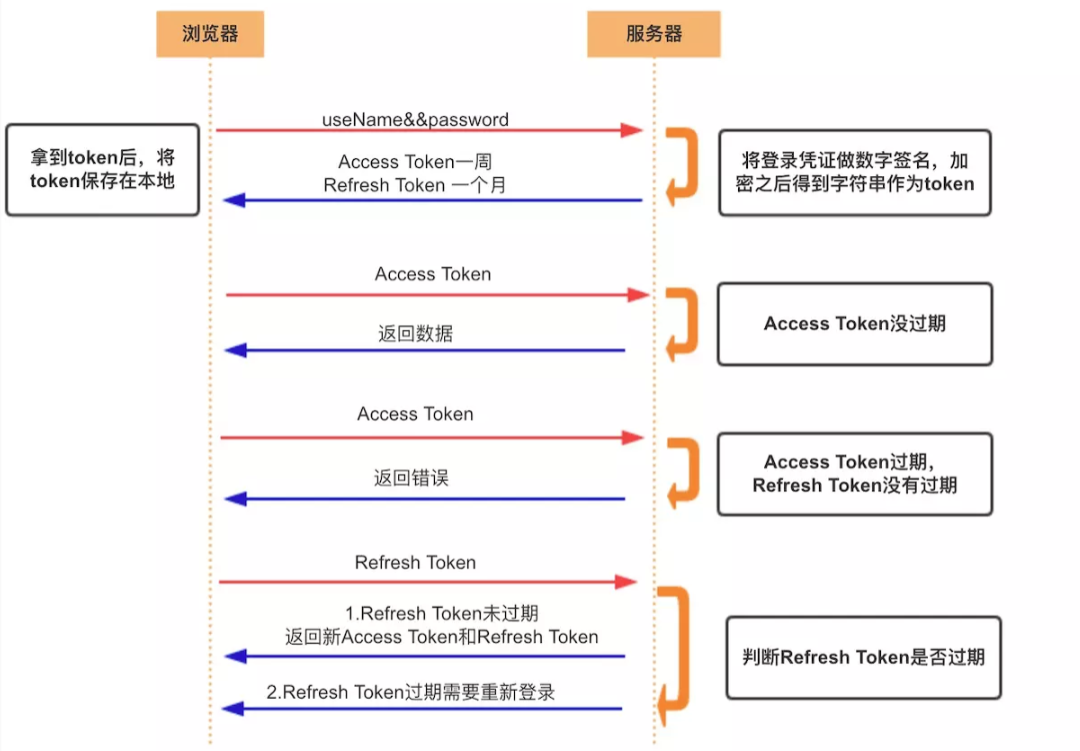 浏览器
服务器
useName&&password
拿到token后，将
token保存在本地
Access Token一周
Refresh Token 一个月
将登录凭证做数字签名，加
密之后得到字符串作为token
Access Token
返回数据
Access Token没过期
Access Token
返回错误
Access Token过期，
Refresh Token没有过期
Refresh Token
1.Refresh Token未过期
返回新Access Token和Refresh Token
判断Refresh Token是否过期
2.Refresh Token过期需要重新登录